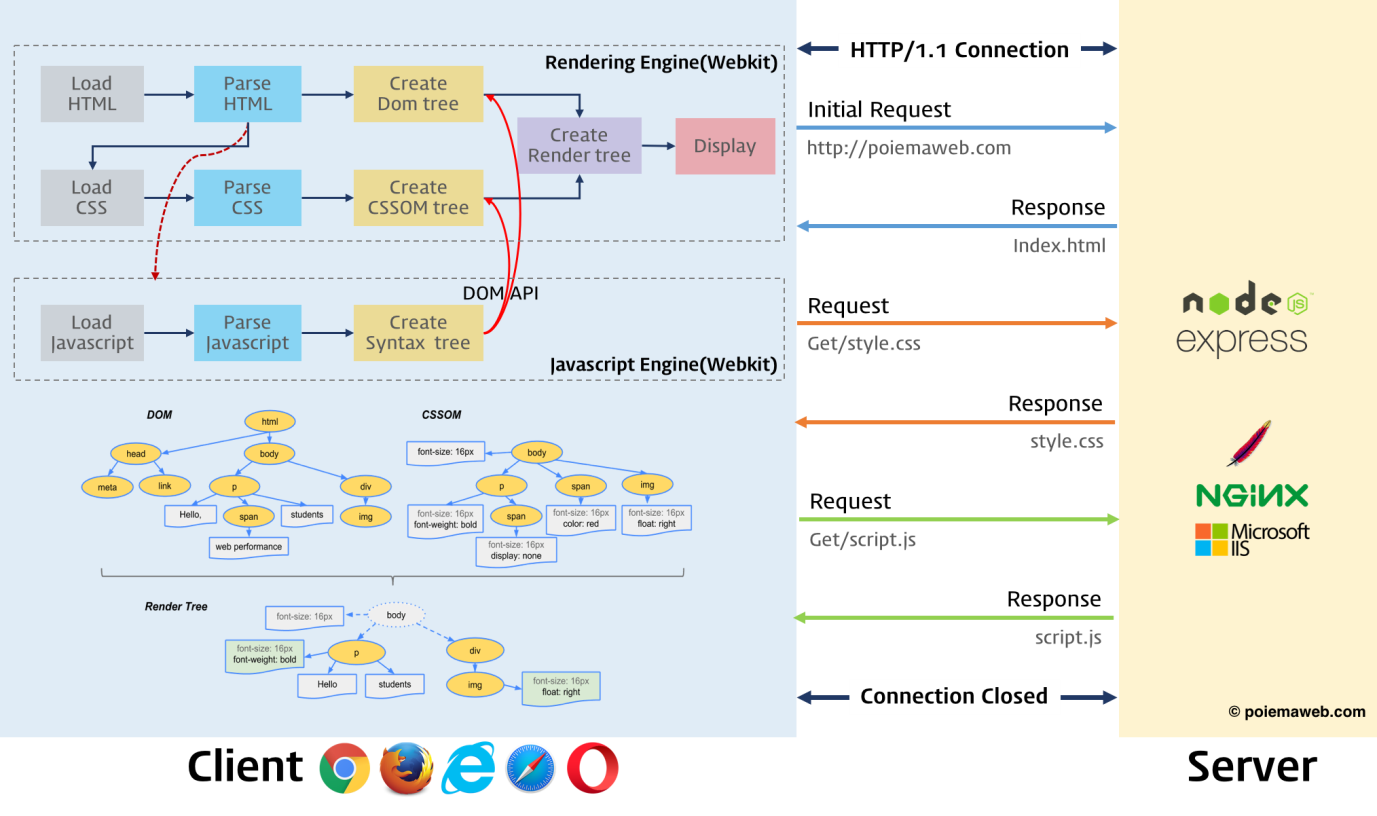 Rendering Engine(Webkit)
Load
HTML
Parse
HTML
Create
Dom tree
Create
Render tree
Display
Load
CSS
Parse
CSS
Create
CSSOM tree
DOM API
Load
Javascript
Parse
Javascript
Create
Syntax tree
Javascript Engine(Webkit)
DOM
html
head
body
meta
link
p
div
Hello,
span
students
img
web performance
CSSOM
font-size: 16px
body
p
span
img
font-size: 16px
font-weight: bold
span
font-size: 16px
color: red
font-size: 16px
float: right
font-size: 16px
display: none
Render Tree
font-size: 16px
body
font-size: 16px
font-weight: bold
p
div
Hello
students
img
font-size: 16px
float: right
HTTP/1.1 Connection
Initial Request
http://poiemaweb.com
Response
Index.html
Request
Get/style.css
Response
style.css
Request
Get/script.js
Response
script.js
Connection Closed
node
JS
™
express
NGINX
Microsoft
IIS
© poiemaweb.com
Client
Server